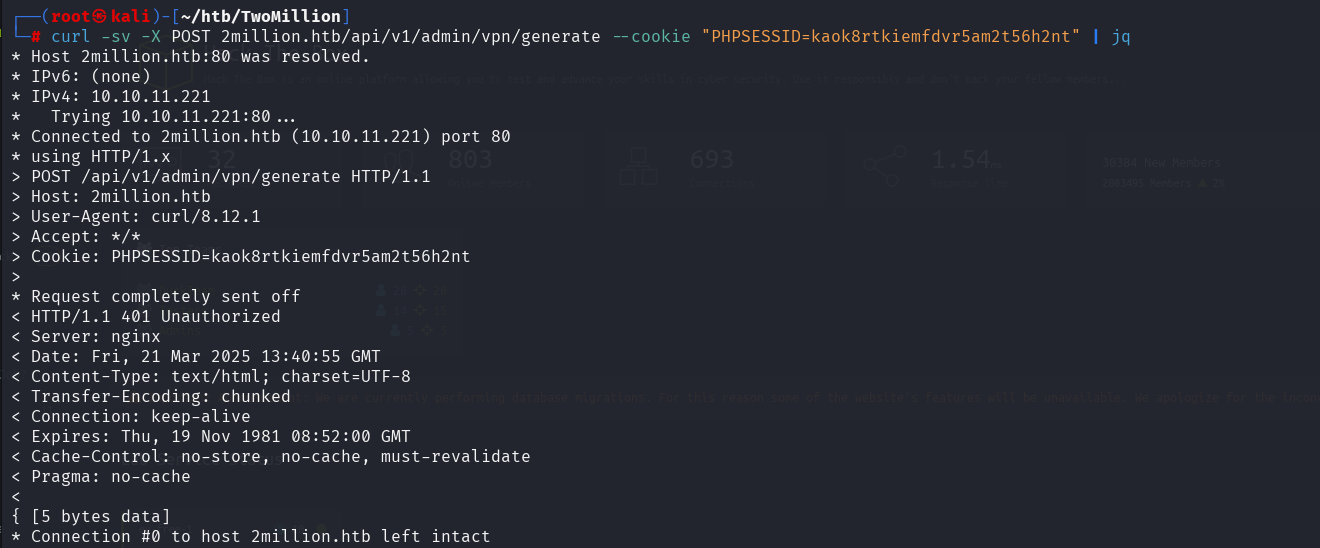 ┌──(root㉿kali)-[~/htb/TwoMillion]
└─# curl -sv -X POST 2million.htb/api/v1/admin/vpn/generate --cookie "PHPSESSID=kaok8rtkiemfdvr5am2t56h2nt" | jq
* Host 2million.htb:80 was resolved.
* IPv6: (none)
* IPv4: 10.10.11.221
*   Trying 10.10.11.221:80...
* Connected to 2million.htb (10.10.11.221) port 80
* using HTTP/1.x
> POST /api/v1/admin/vpn/generate HTTP/1.1
> Host: 2million.htb
> User-Agent: curl/8.12.1
> Accept: */*
> Cookie: PHPSESSID=kaok8rtkiemfdvr5am2t56h2nt
>
* Request completely sent off
< HTTP/1.1 401 Unauthorized
< Server: nginx
< Date: Fri, 21 Mar 2025 13:40:55 GMT
< Content-Type: text/html; charset=UTF-8
< Transfer-Encoding: chunked
< Connection: keep-alive
< Expires: Thu, 19 Nov 1981 08:52:00 GMT
< Cache-Control: no-store, no-cache, must-revalidate
< Pragma: no-cache
<
{ [5 bytes data]
* Connection #0 to host 2million.htb left intact
32
803
693
1.54